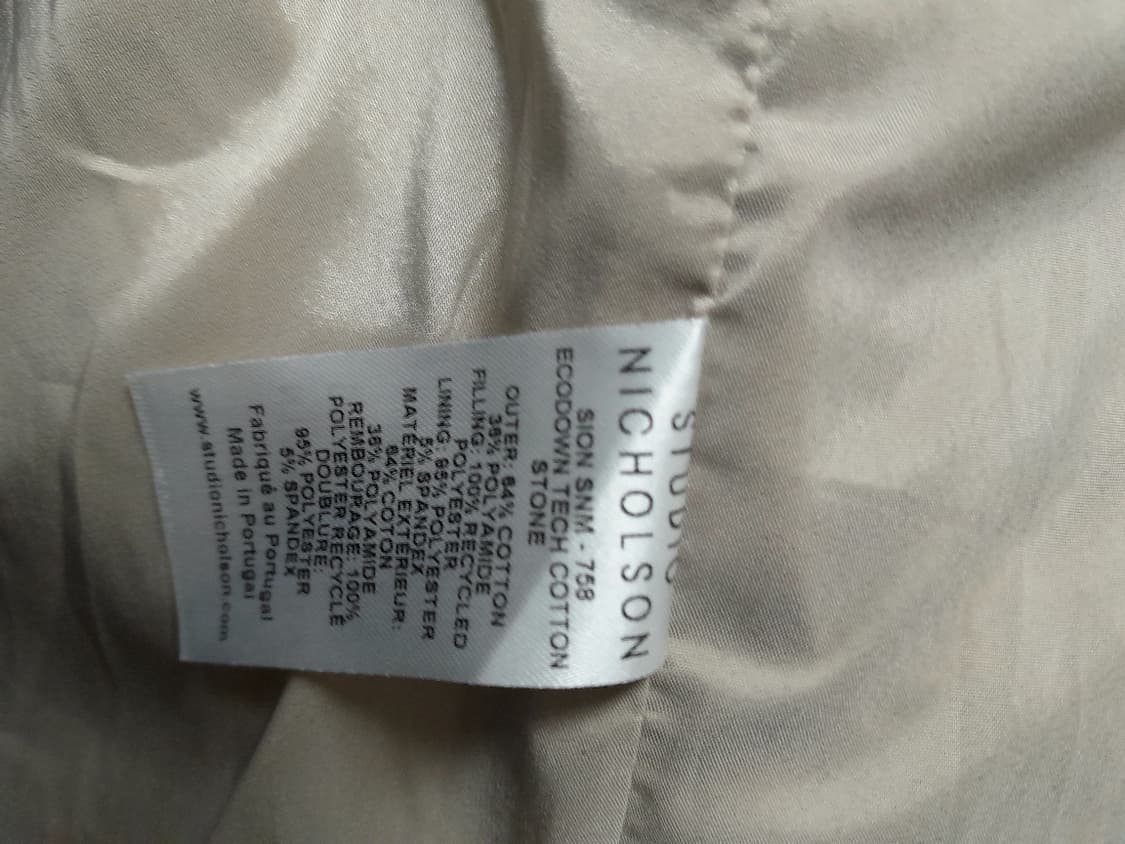 STUDIO
NICHOLSON
SION SNM - 758
ECODOWN TECH COTTON
STONE
OUTER: 64% COTTON
36% POLYAMIDE
FILLING: 100% RECYCLED
POLYESTER
LINING: 95% POLYESTER
5% SPANDEX
MATÉRIEL EXTÉRIEUR:
64% COTON
36% POLYAMIDE
REMBOURAGE: 100%
POLYESTER RECYCLÉ
DOUBLURE:
95% POLYESTER
5% SPANDEX
Fabriqué au Portugal
Made in Portugal
www.studionicholson.com